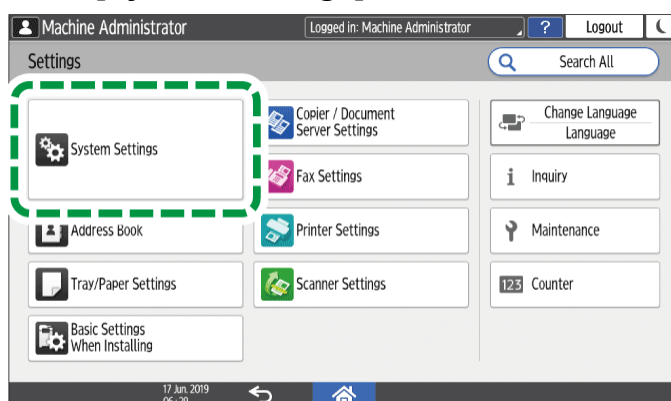 Machine Administrator
Logged in: Machine Administrator
?
Logout
Settings
Search All
System Settings
Copier / Document
Server Settings
Change Language
Language
Fax Settings
i Inquiry
Address Book
Printer Settings
Maintenance
Tray/Paper Settings
Scanner Settings
123 Counter
Basic Settings
When Installing
17 Jun. 2019